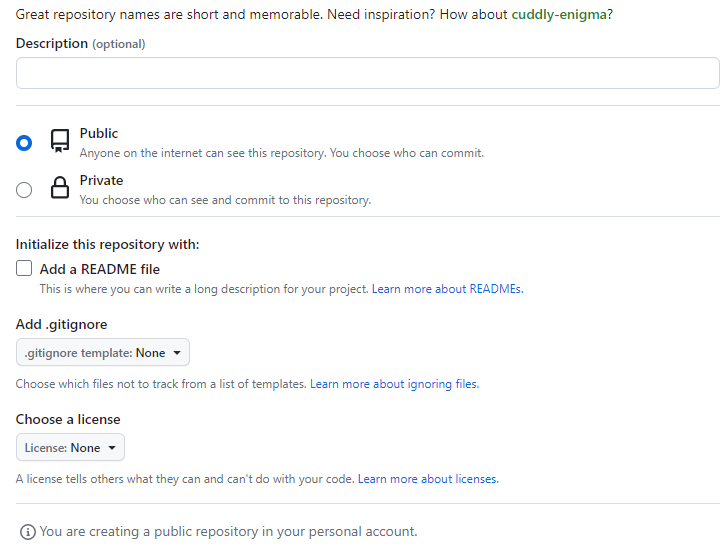 Great repository names are short and memorable. Need inspiration? How about cuddly-enigma?
Description (optional)
Public
Anyone on the internet can see this repository. You choose who can commit.
Private
You choose who can see and commit to this repository.
Initialize this repository with:
Add a README file
This is where you can write a long description for your project. Learn more about READMEs.
Add .gitignore
.gitignore template: None
Choose which files not to track from a list of templates. Learn more about ignoring files.
Choose a license
License: None
A license tells others what they can and can't do with your code. Learn more about licenses.
You are creating a public repository in your personal account.